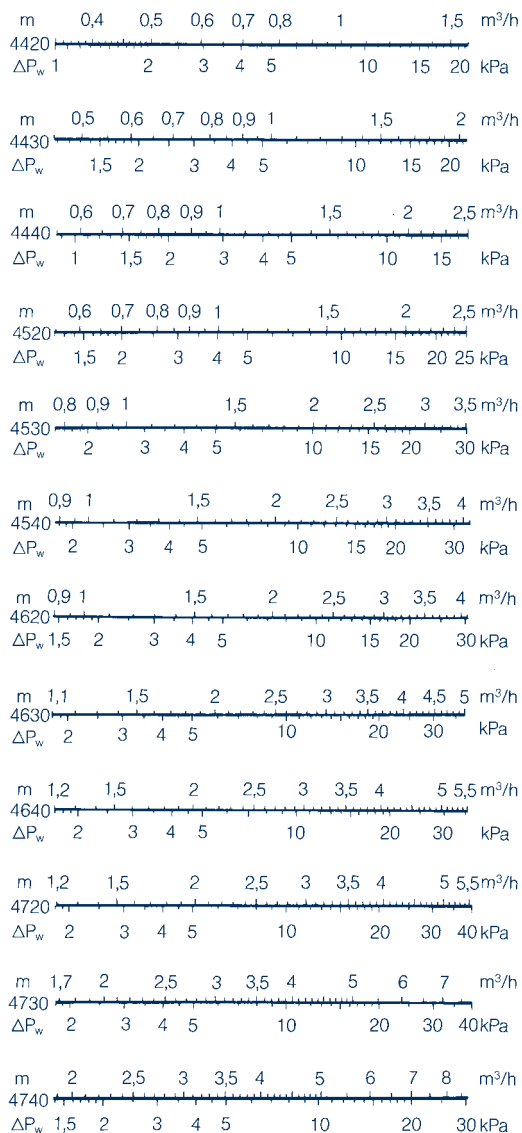 m 0,4 0,5 0,6 0,7 0,8 1 1,5 m³/h
4420
ΔPw 1 2 3 4 5 10 15 20 kPa
m 0,5 0,6 0,7 0,8 0,9 1 1,5 2 m³/h
4430
ΔPw 1,5 2 3 4 5 10 15 20 kPa
m 0,6 0,7 0,8 0,9 1 1,5 2 2,5 m³/h
4440
ΔPw 1 1,5 2 3 4 5 10 15 kPa
m 0,6 0,7 0,8 0,9 1 1,5 2 2,5 m³/h
4520
ΔPw 1,5 2 3 4 5 10 15 20 25 kPa
m 0,8 0,9 1 1,5 2 2,5 3 3,5 m³/h
4530
ΔPw 2 3 4 5 10 15 20 30 kPa
m 0,9 1 1,5 2 2,5 3 3,5 4 m³/h
4540
ΔPw 2 3 4 5 10 15 20 30 kPa
m 0,9 1 1,5 2 2,5 3 3,5 4 m³/h
4620
ΔPw 1,5 2 3 4 5 10 15 20 30 kPa
m 1,1 1,5 2 2,5 3 3,5 4 4,5 5 m³/h
4630
ΔPw 2 3 4 5 10 20 30 kPa
m 1,2 1,5 2 2,5 3 3,5 4 5 5,5 m³/h
4640
ΔPw 2 3 4 5 10 20 30 kPa
m 1,2 1,5 2 2,5 3 3,5 4 5 5,5 m³/h
4720
ΔPw 2 3 4 5 10 20 30 40 kPa
m 1,7 2 2,5 3 3,5 4 5 6 7 m³/h
4730
ΔPw 2 3 4 5 10 20 30 40 kPa
m 2 2,5 3 3,5 4 5 6 7 8 m³/h
4740
ΔPw 1,5 2 3 4 5 10 20 30 kPa